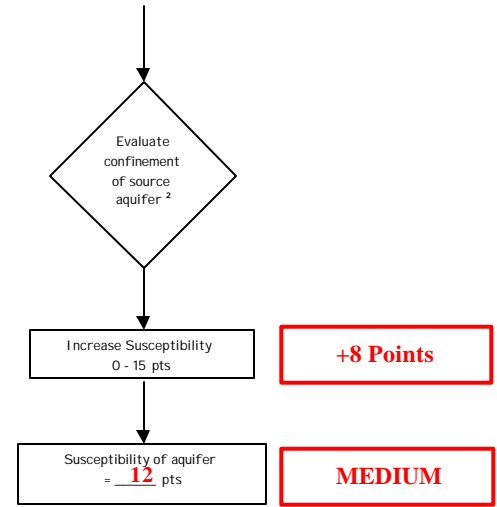 Evaluate
confinement
of source
aquifer ²
Increase Susceptibility
0 - 15 pts
+8 Points
Susceptibility of aquifer
= 12 pts
MEDIUM